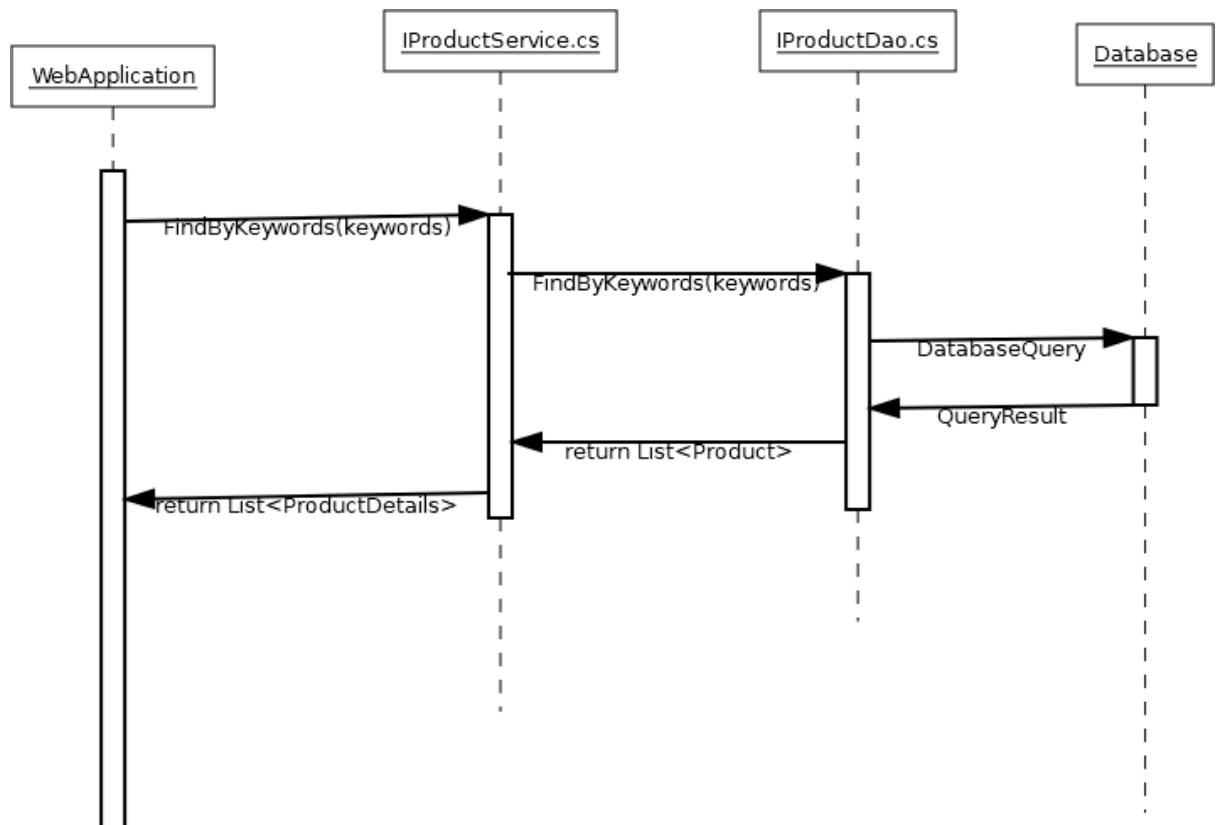 IProductService.cs
IProductDao.cs
Database
WebApplication
FindByKeywords(keywords)
FindByKeywords(keywords)
DatabaseQuery
QueryResult
return List<Product>
return List<ProductDetails>